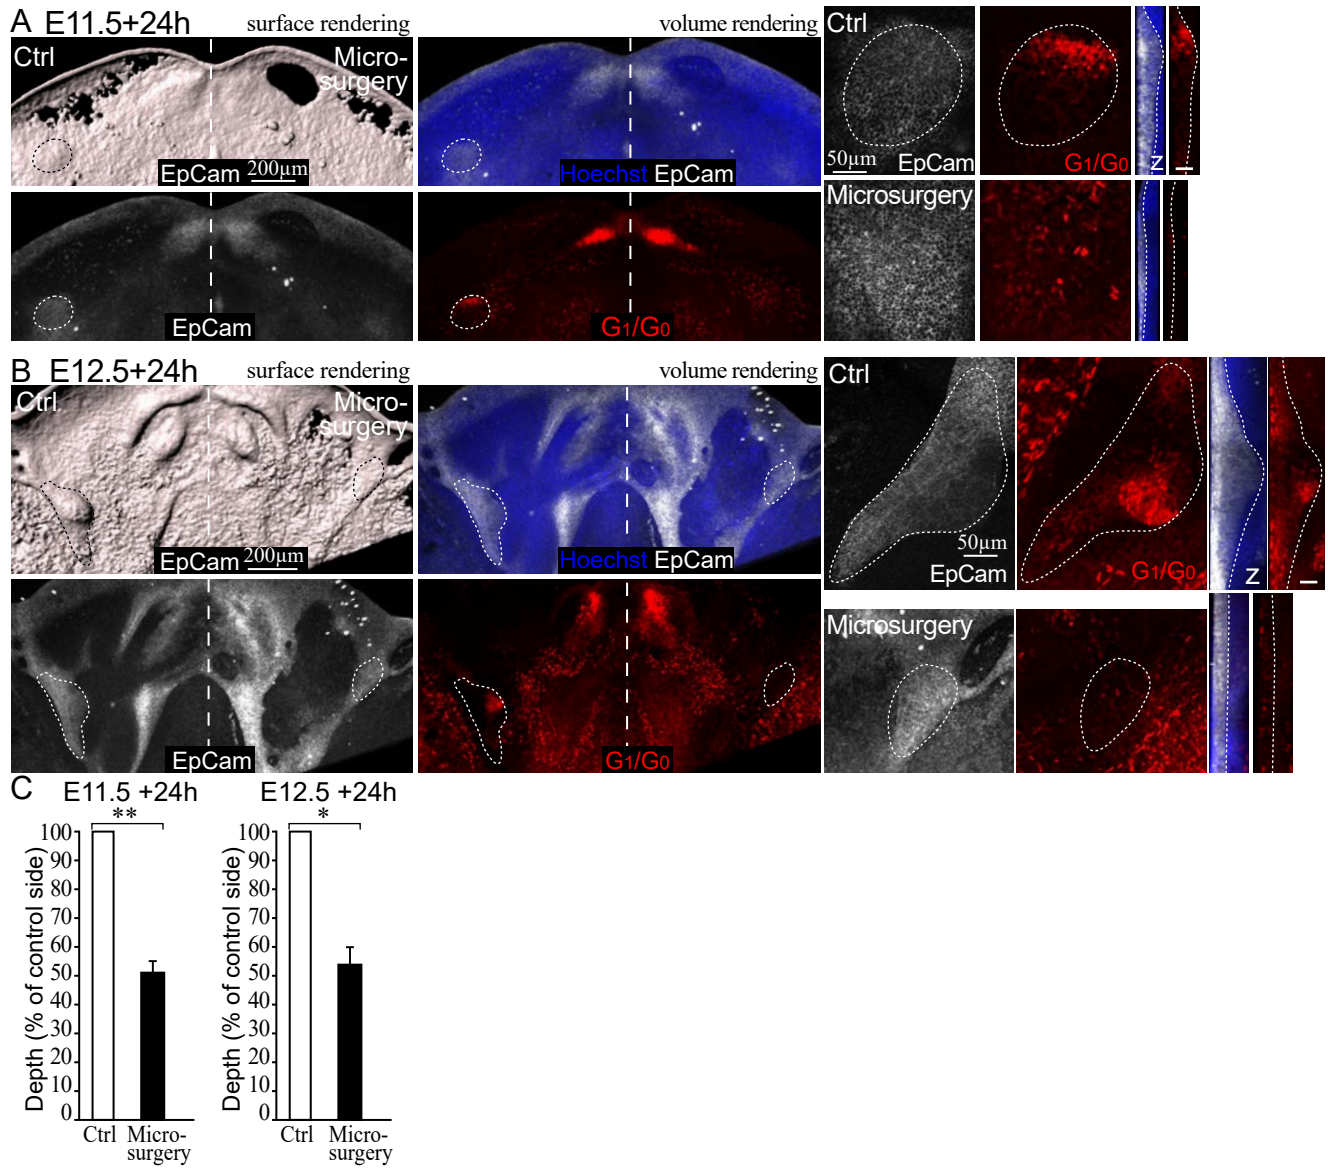 A E11.5+24h
surface rendering
volume rendering
Ctrl
Micro-
surgery
EpCam
200µm
Hoechst EpCam
EpCam
G1/G0
Ctrl
50µm
EpCam
G1/G0
Z
Microsurgery
B E12.5+24h
surface rendering
volume rendering
Ctrl
Micro-
surgery
EpCam
200µm
Hoechst EpCam
EpCam
G1/G0
Ctrl
50µm
EpCam
G1/G0
Z
Microsurgery
C
E11.5 +24h
**
Depth (% of control side)
100
90
80
70
60
50
40
30
20
10
0
Ctrl
Micro-
surgery
E12.5 +24h
*
Depth (% of control side)
100
90
80
70
60
50
40
30
20
10
0
Ctrl
Micro-
surgery